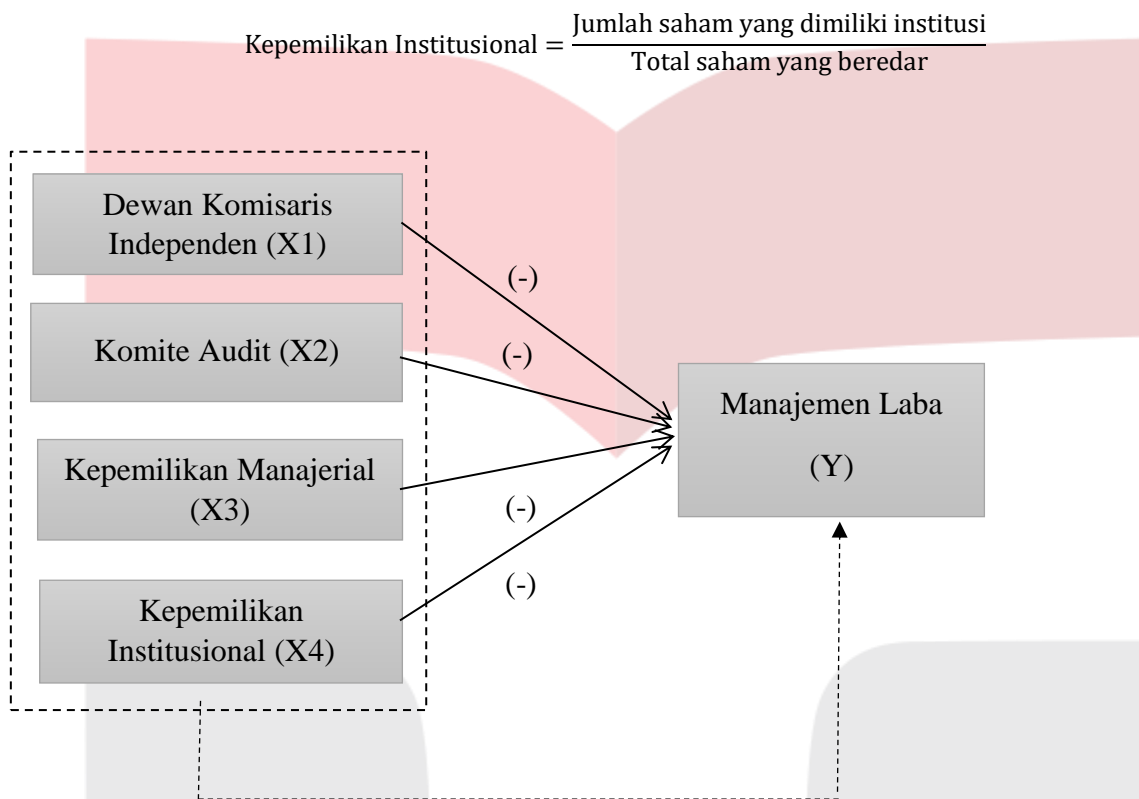 Kepemilikan Institusional = Jumlah saham yang dimiliki institusi / Total saham yang beredar
Dewan Komisaris
Independen (X1)
(-)
Komite Audit (X2)
(-)
Manajemen Laba
(Y)
Kepemilikan Manajerial
(X3)
(-)
Kepemilikan
Institusional (X4)
(-)